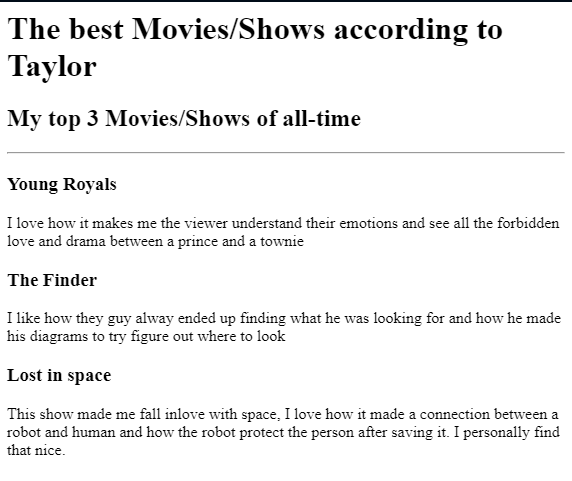 The best Movies/Shows according to
Taylor
My top 3 Movies/Shows of all-time
Young Royals
I love how it makes me the viewer understand their emotions and see all the forbidden
love and drama between a prince and a townie
The Finder
I like how they guy alway ended up finding what he was looking for and how he made
his diagrams to try figure out where to look
Lost in space
This show made me fall inlove with space, I love how it made a connection between a
robot and human and how the robot protect the person after saving it. I personally find
that nice.